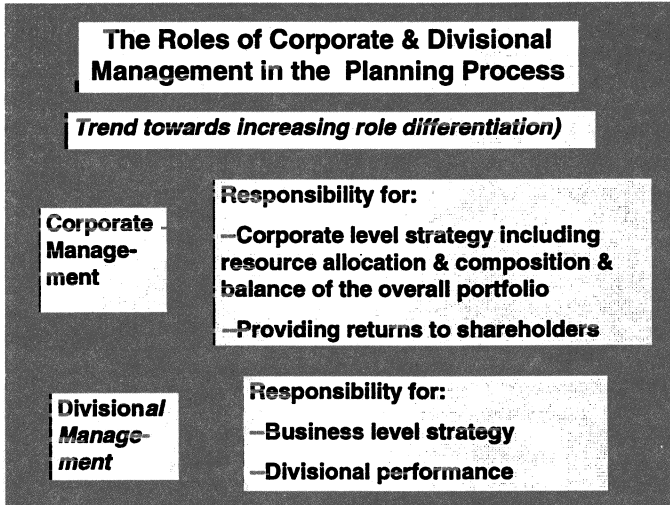 The Roles of Corporate & Divisional
Management in the Planning Process
Trend towards increasing role differentiation)
Corporate
Manage-
ment
Responsibility for:
–Corporate level strategy including
resource allocation & composition &
balance of the overall portfolio
–Providing returns to shareholders
Divisional
Manage-
ment
Responsibility for:
–Business level strategy
–Divisional performance